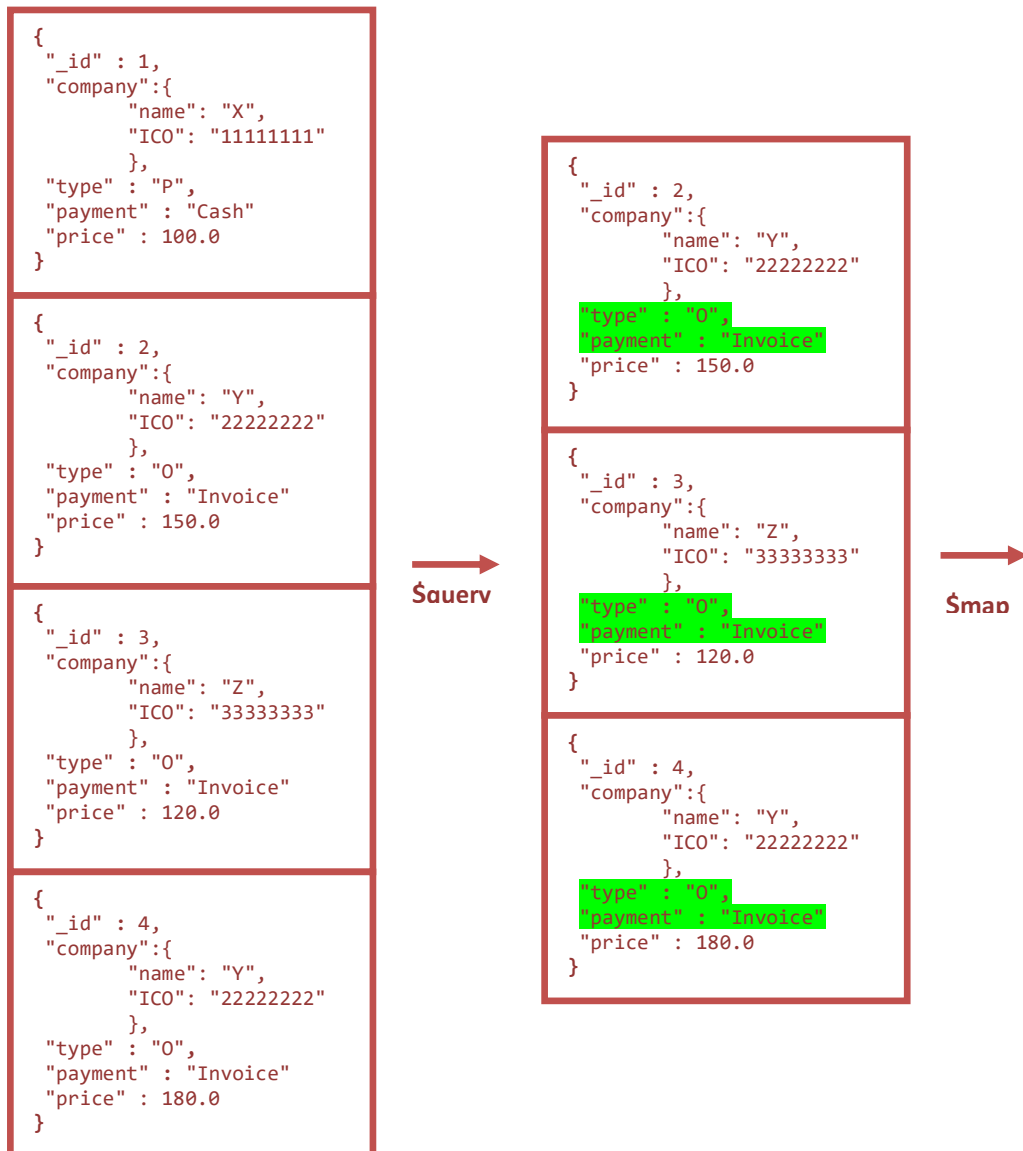 {
"_id" : 1,
"company":{
"name": "X",
"ICO": "11111111"
},
"type" : "P",
"payment" : "Cash"
"price" : 100.0
}
{
"_id" : 2,
"company":{
"name": "Y",
"ICO": "22222222"
},
"type" : "O",
"payment" : "Invoice"
"price" : 150.0
}
{
"_id" : 3,
"company":{
"name": "Z",
"ICO": "33333333"
},
"type" : "O",
"payment" : "Invoice"
"price" : 120.0
}
{
"_id" : 4,
"company":{
"name": "Y",
"ICO": "22222222"
},
"type" : "O",
"payment" : "Invoice"
"price" : 180.0
}
$query
{
"_id" : 2,
"company":{
"name": "Y",
"ICO": "22222222"
},
"type" : "O",
"payment" : "Invoice"
"price" : 150.0
}
{
"_id" : 3,
"company":{
"name": "Z",
"ICO": "33333333"
},
"type" : "O",
"payment" : "Invoice"
"price" : 120.0
}
{
"_id" : 4,
"company":{
"name": "Y",
"ICO": "22222222"
},
"type" : "O",
"payment" : "Invoice"
"price" : 180.0
}
$map